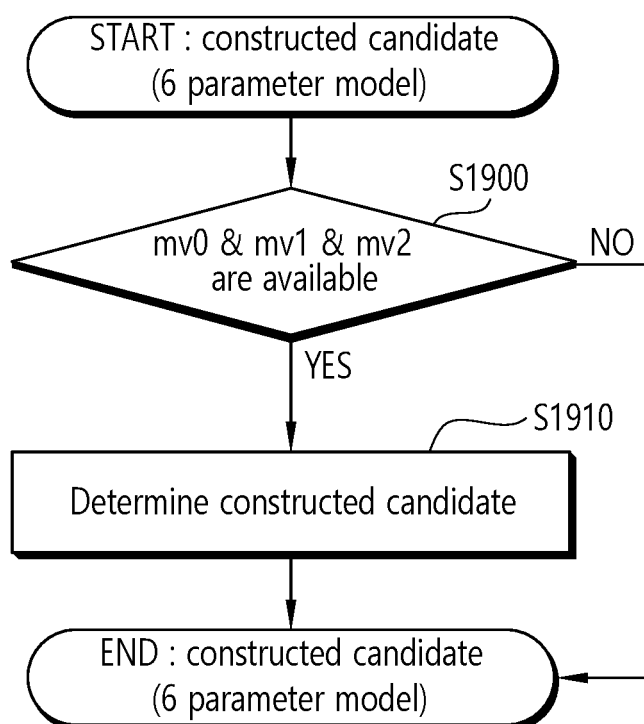 START : constructed candidate
(6 parameter model)
S1900
mv0 & mv1 & mv2
are available
NO
YES
S1910
Determine constructed candidate
END : constructed candidate
(6 parameter model)